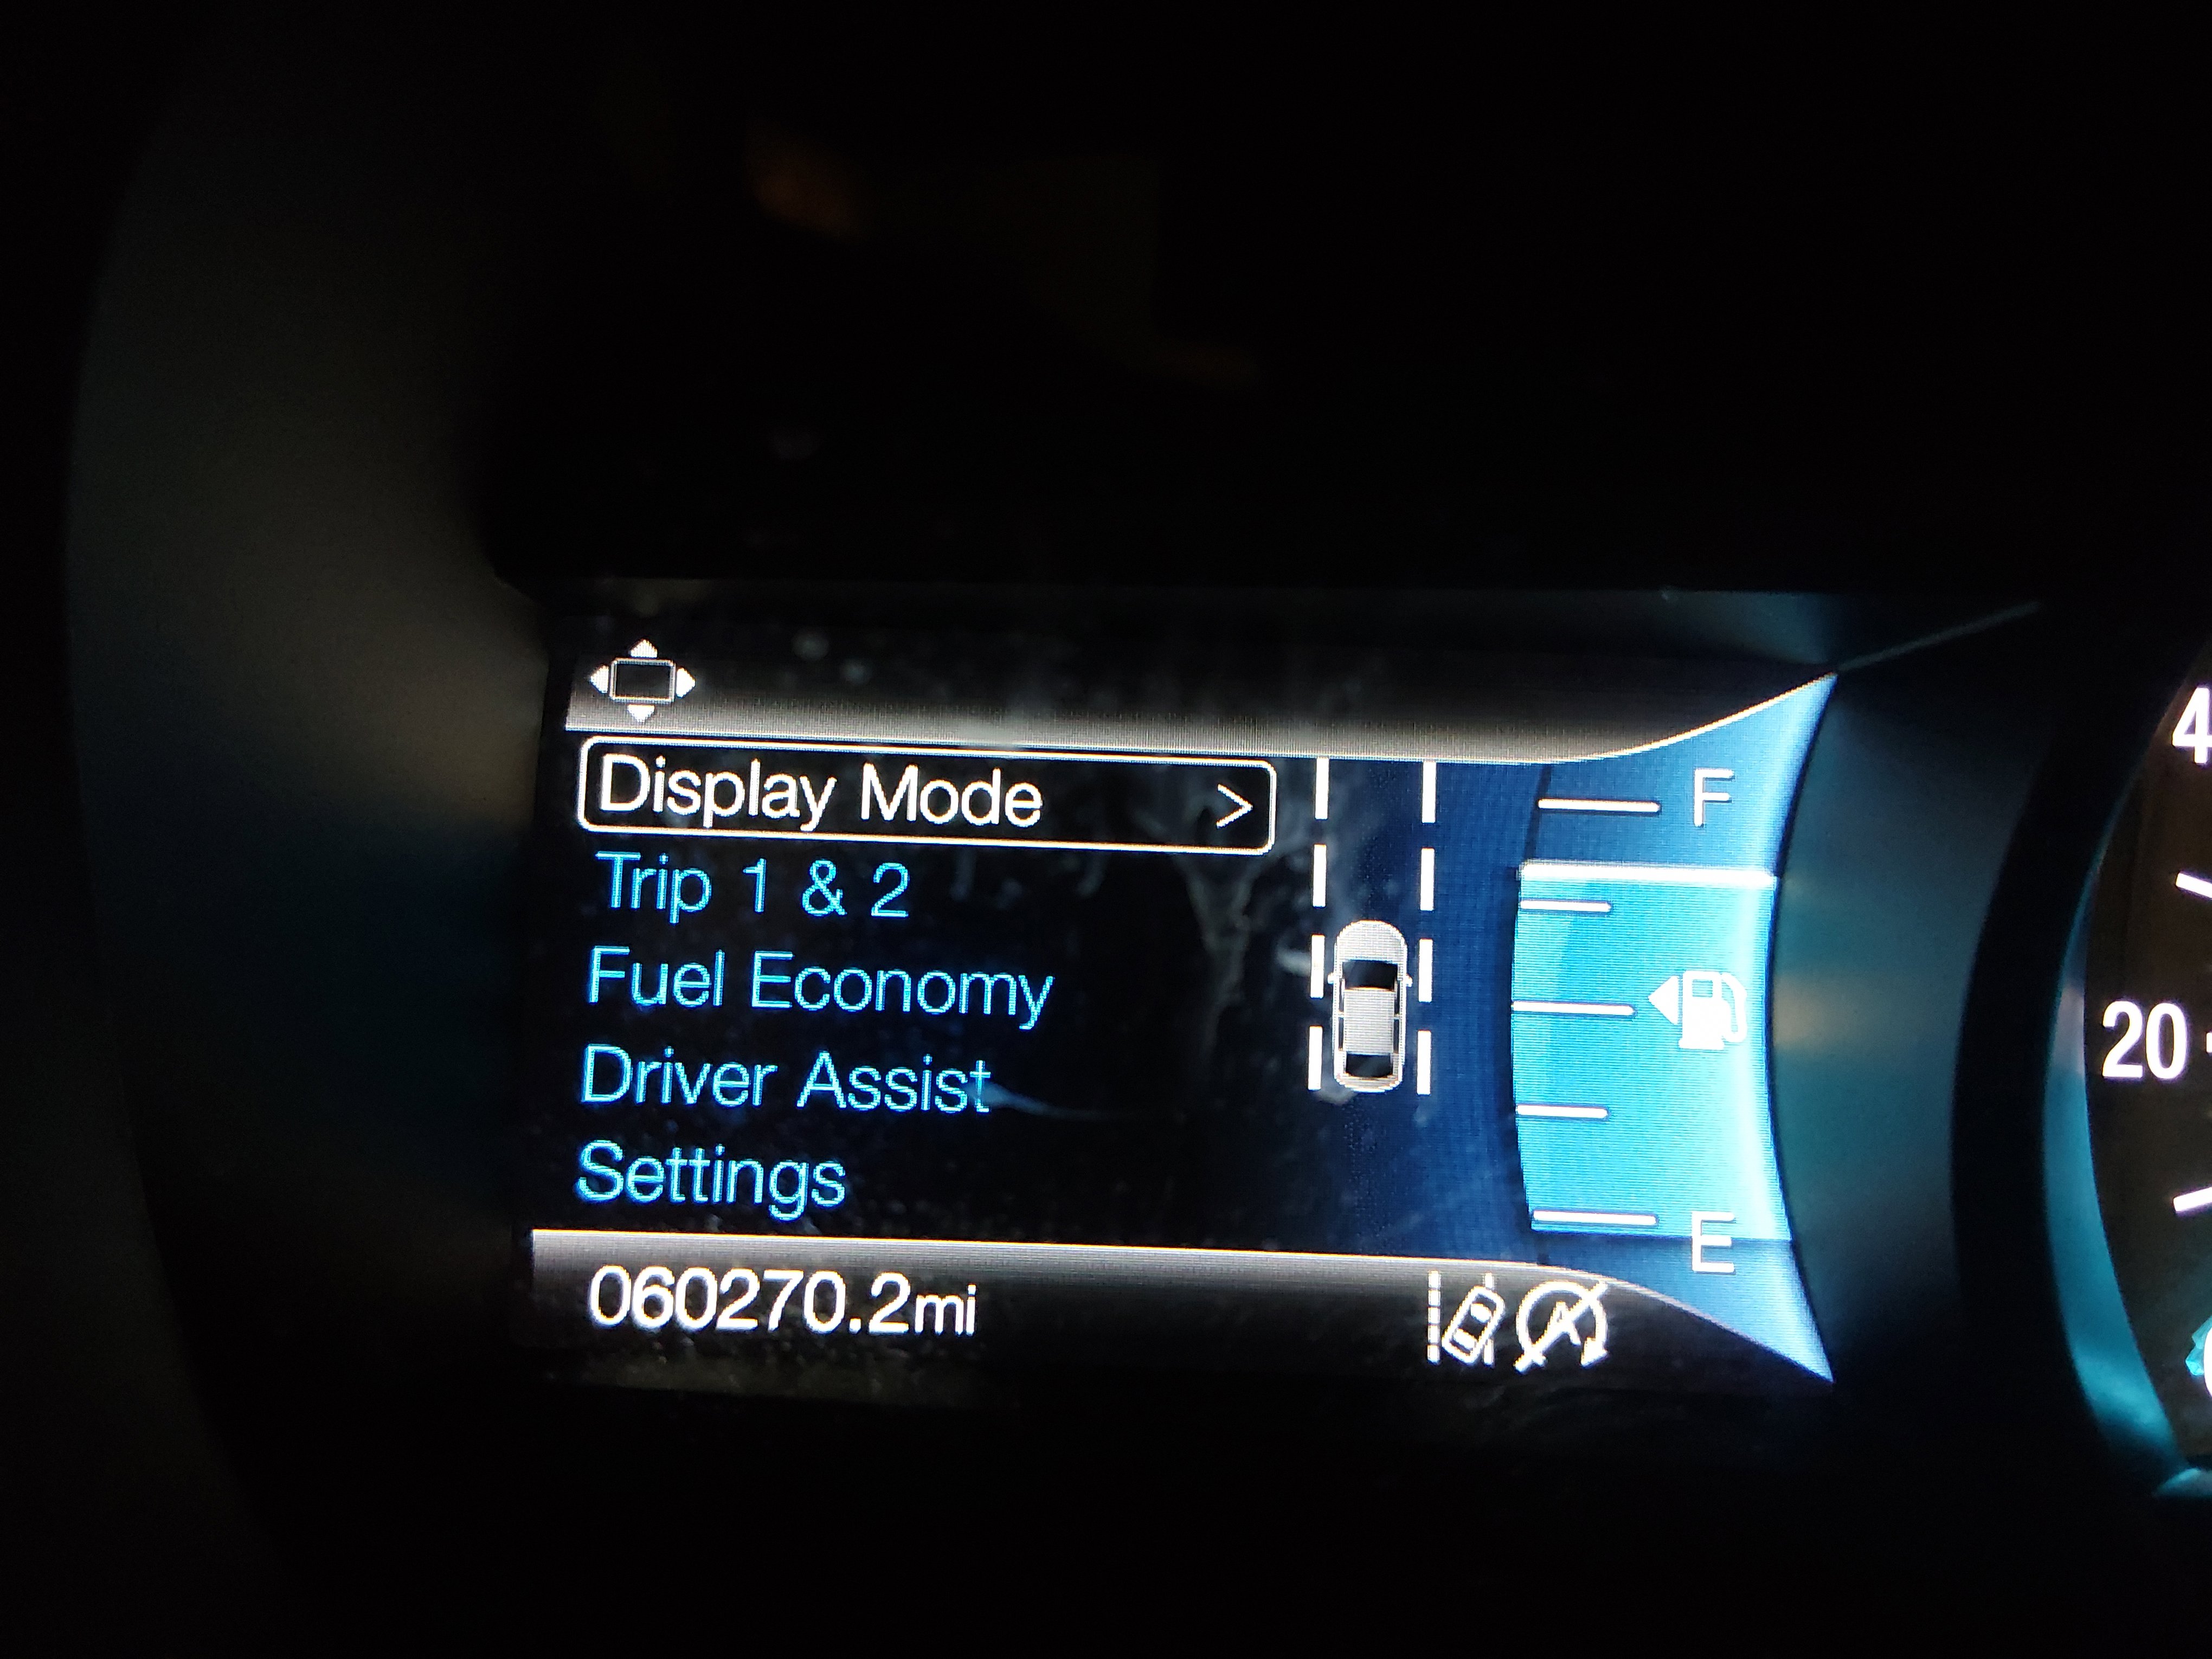 Display Mode >
Trip 1 & 2
Fuel Economy
Driver Assist
Settings
060270.2mi
F
E
A
20